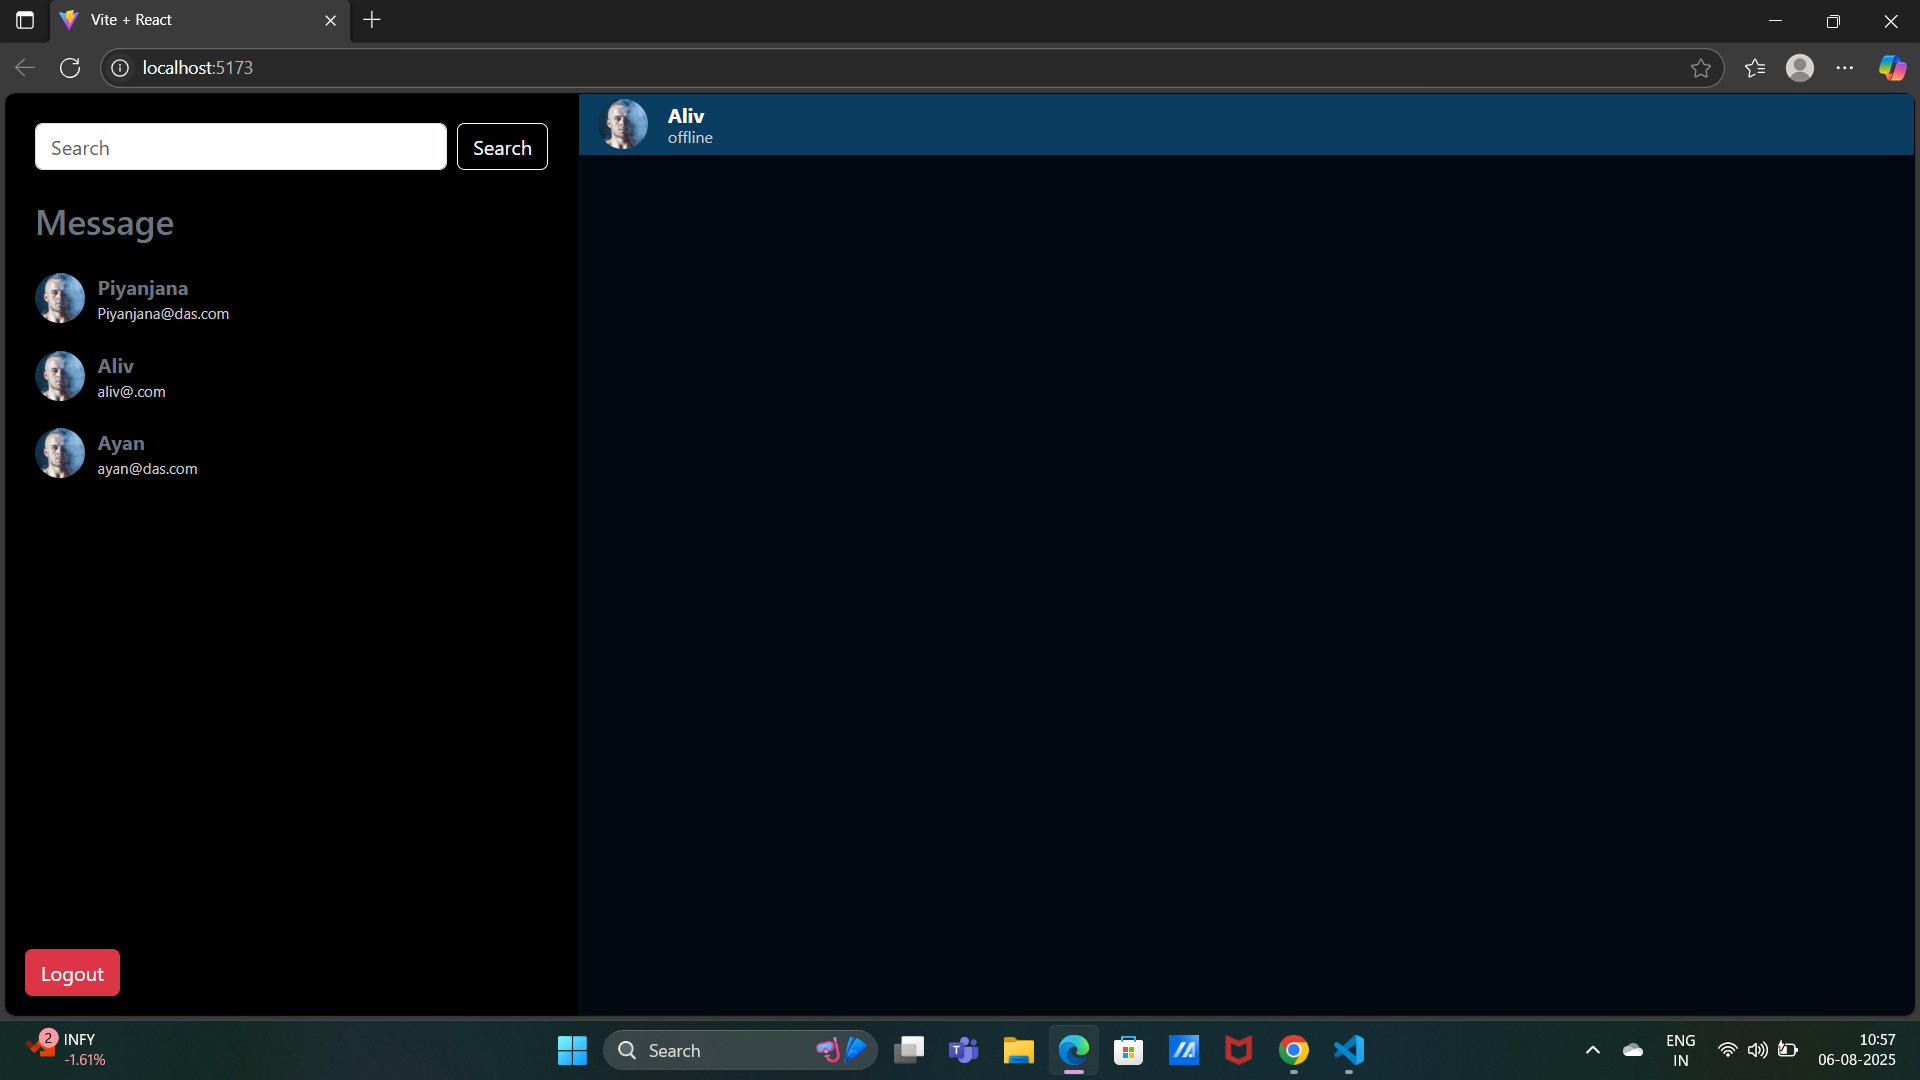 Vite + React
localhost:5173
Search
Search
Message
Piyanjana
Piyanjana@das.com
Aliv
aliv@.com
Ayan
ayan@das.com
Logout
Aliv
offline
2
INFY
-1.61%
Search
T
ENG
IN
10:57
06-08-2025